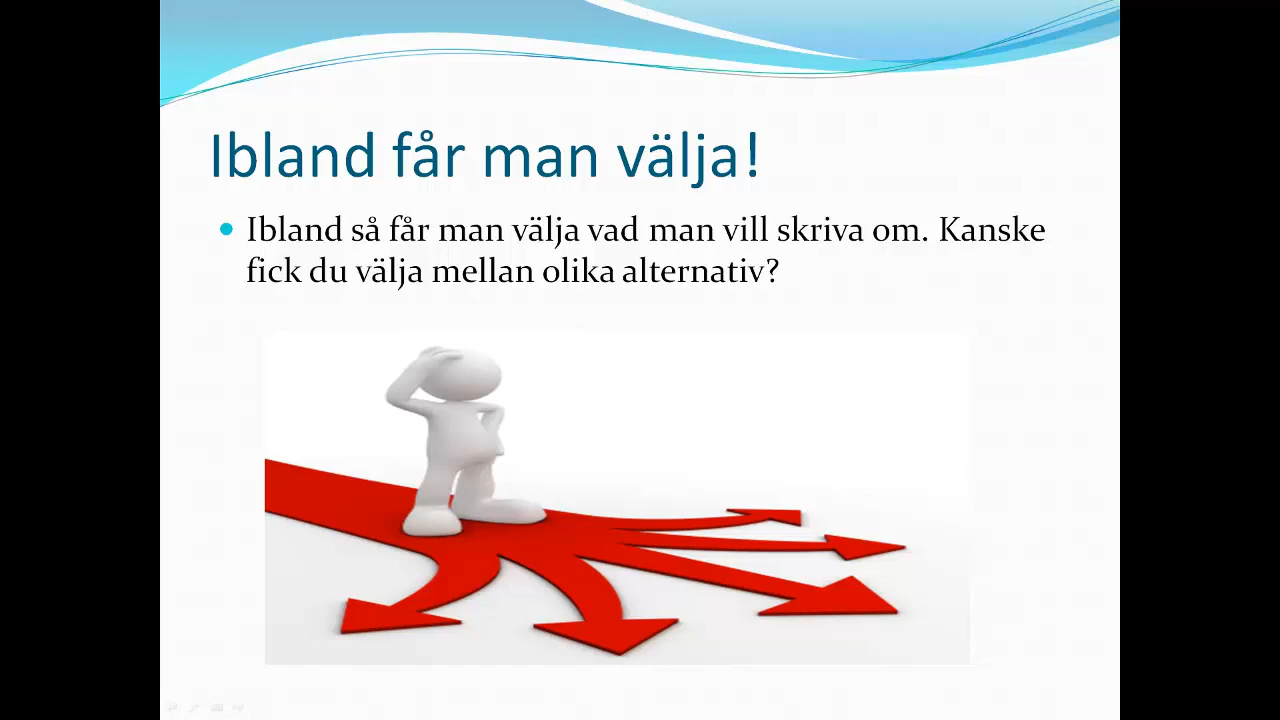 Ibland får man välja!
Ibland så får man välja vad man vill skriva om. Kanske
fick du välja mellan olika alternativ?